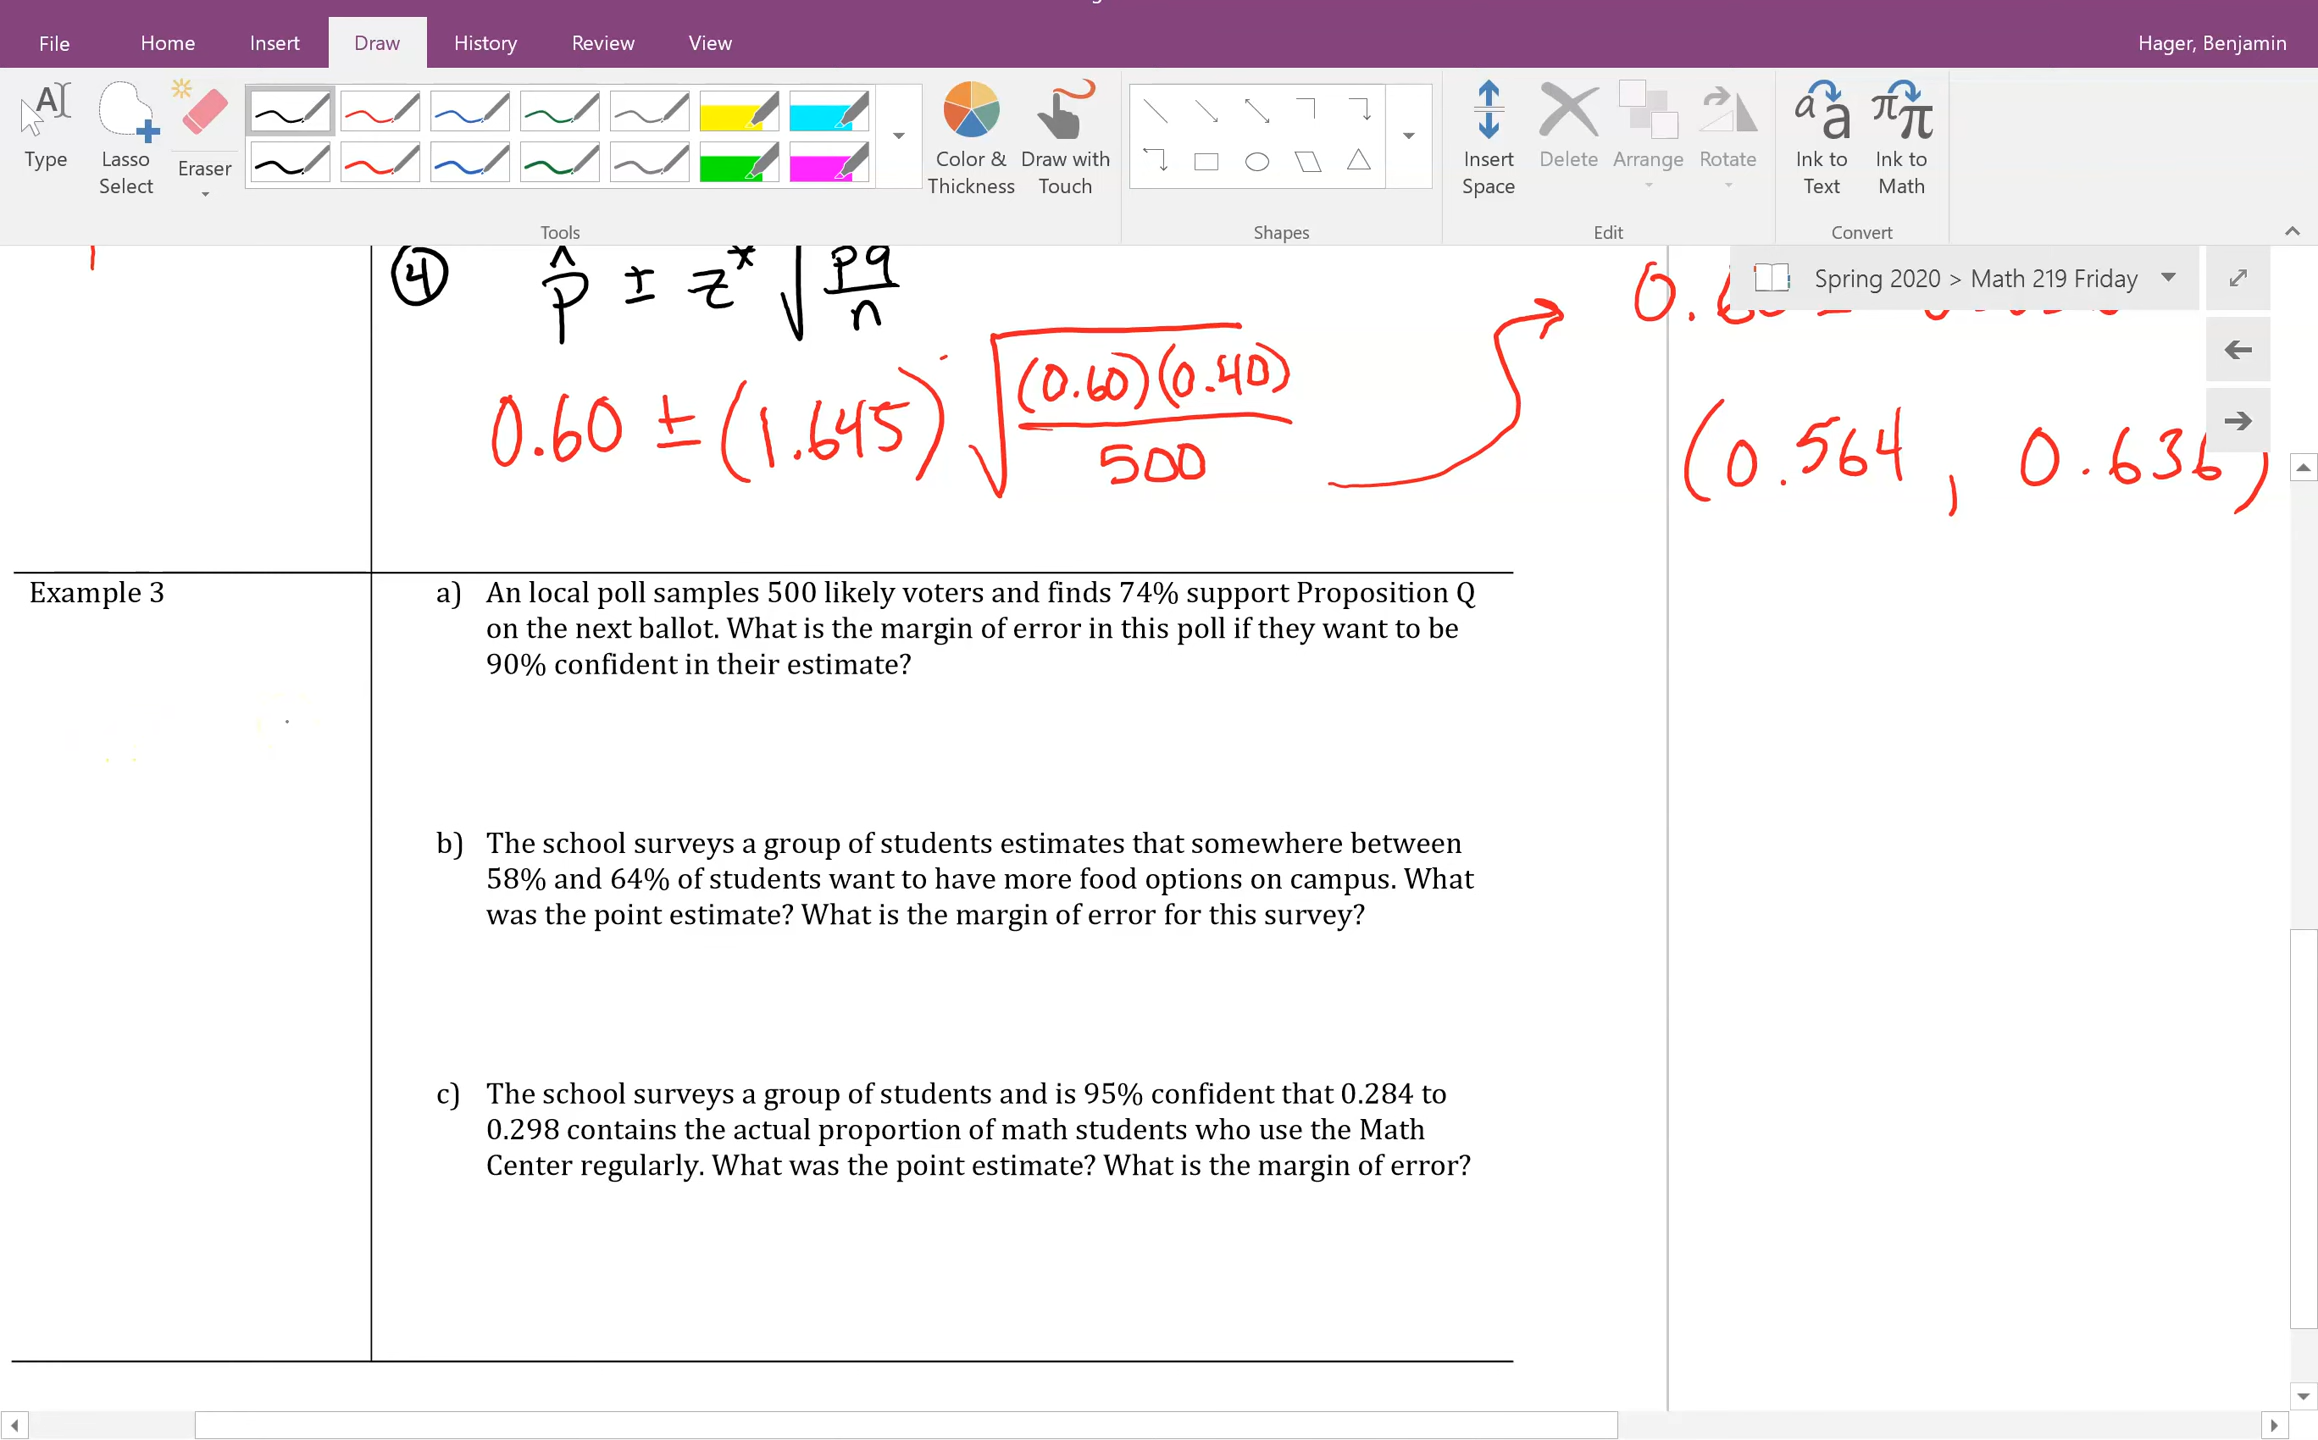 File Home Insert Draw History Review View Hager, Benjamin
Type
Lasso Select
Eraser
Color & Thickness
Draw with Touch
Insert Space
Delete
Arrange
Rotate
Ink to Text
Ink to Math
Tools Shapes Edit Convert
Spring 2020 > Math 219 Friday
④ p̂ ± z* √(pq/n)
0.60 ± (1.645) √((0.60)(0.40)/500)
(0.564, 0.636)
Example 3
a) An local poll samples 500 likely voters and finds 74% support Proposition Q
on the next ballot. What is the margin of error in this poll if they want to be
90% confident in their estimate?
b) The school surveys a group of students estimates that somewhere between
58% and 64% of students want to have more food options on campus. What
was the point estimate? What is the margin of error for this survey?
c) The school surveys a group of students and is 95% confident that 0.284 to
0.298 contains the actual proportion of math students who use the Math
Center regularly. What was the point estimate? What is the margin of error?